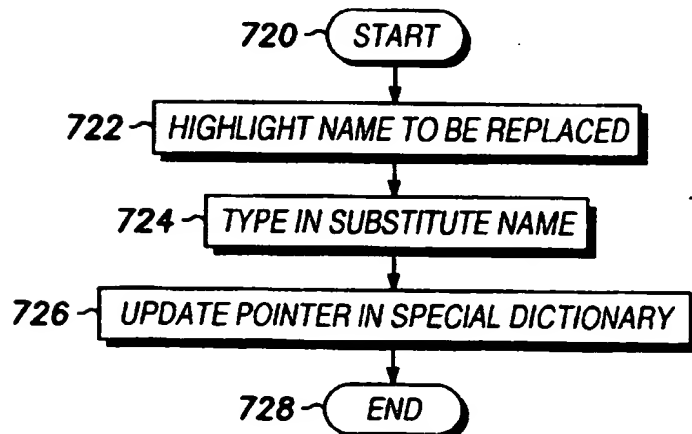 720 START
722 HIGHLIGHT NAME TO BE REPLACED
724 TYPE IN SUBSTITUTE NAME
726 UPDATE POINTER IN SPECIAL DICTIONARY
728 END